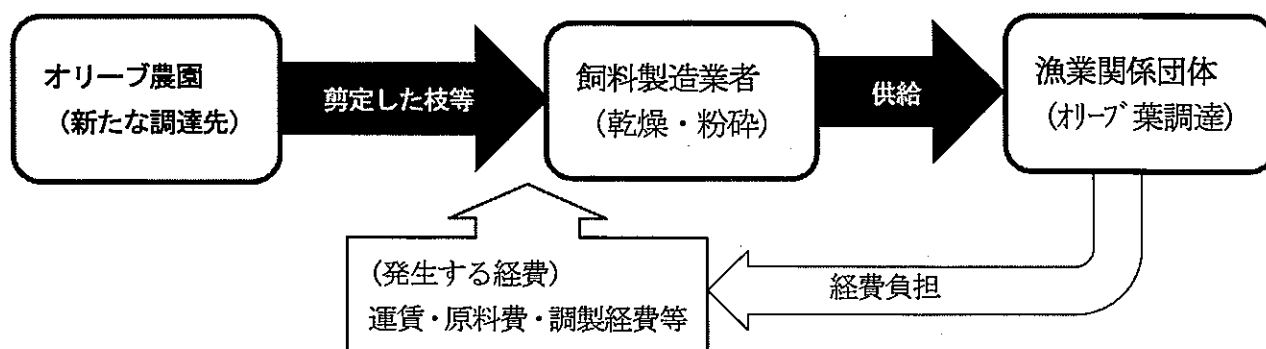 オリーブ農園
（新たな調達先）
剪定した枝等
飼料製造業者
（乾燥・粉砕）
供給
漁業関係団体
（ｵﾘｰﾌﾞ葉調達）
(発生する経費)
運賃・原料費・調製経費等
経費負担